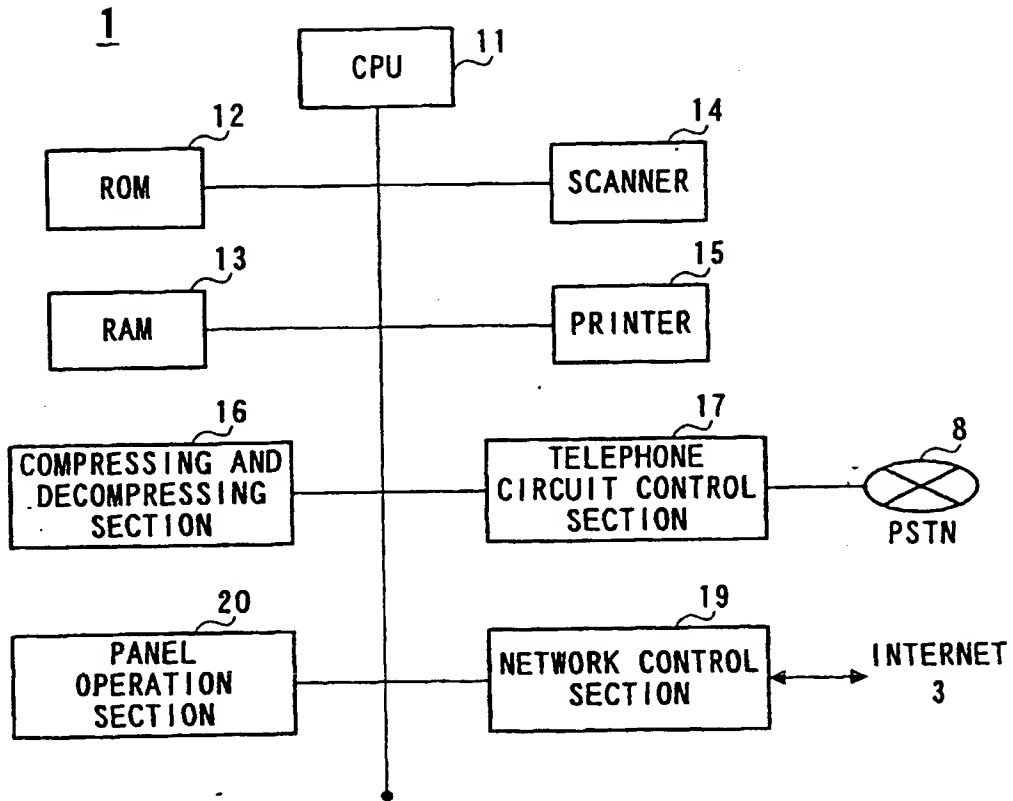 1
CPU
11
12
ROM
14
SCANNER
13
RAM
15
PRINTER
16
COMPRESSING AND
DECOMPRESSING
SECTION
17
TELEPHONE
CIRCUIT CONTROL
SECTION
8
PSTN
20
PANEL
OPERATION
SECTION
19
NETWORK CONTROL
SECTION
INTERNET
3